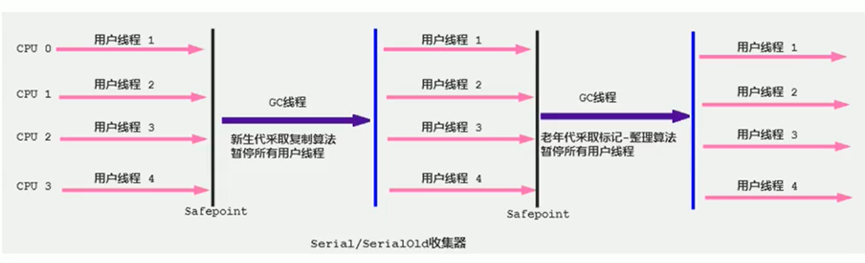 CPU 0
用户线程 1
CPU 1
用户线程 2
CPU 2
用户线程 3
CPU 3
用户线程 4
Safepoint
GC线程
新生代采取复制算法
暂停所有用户线程
用户线程 1
用户线程 2
用户线程 3
用户线程 4
Safepoint
GC线程
老年代采取标记-整理算法
暂停所有用户线程
用户线程 1
用户线程 2
用户线程 3
用户线程 4
Serial/SerialOld收集器